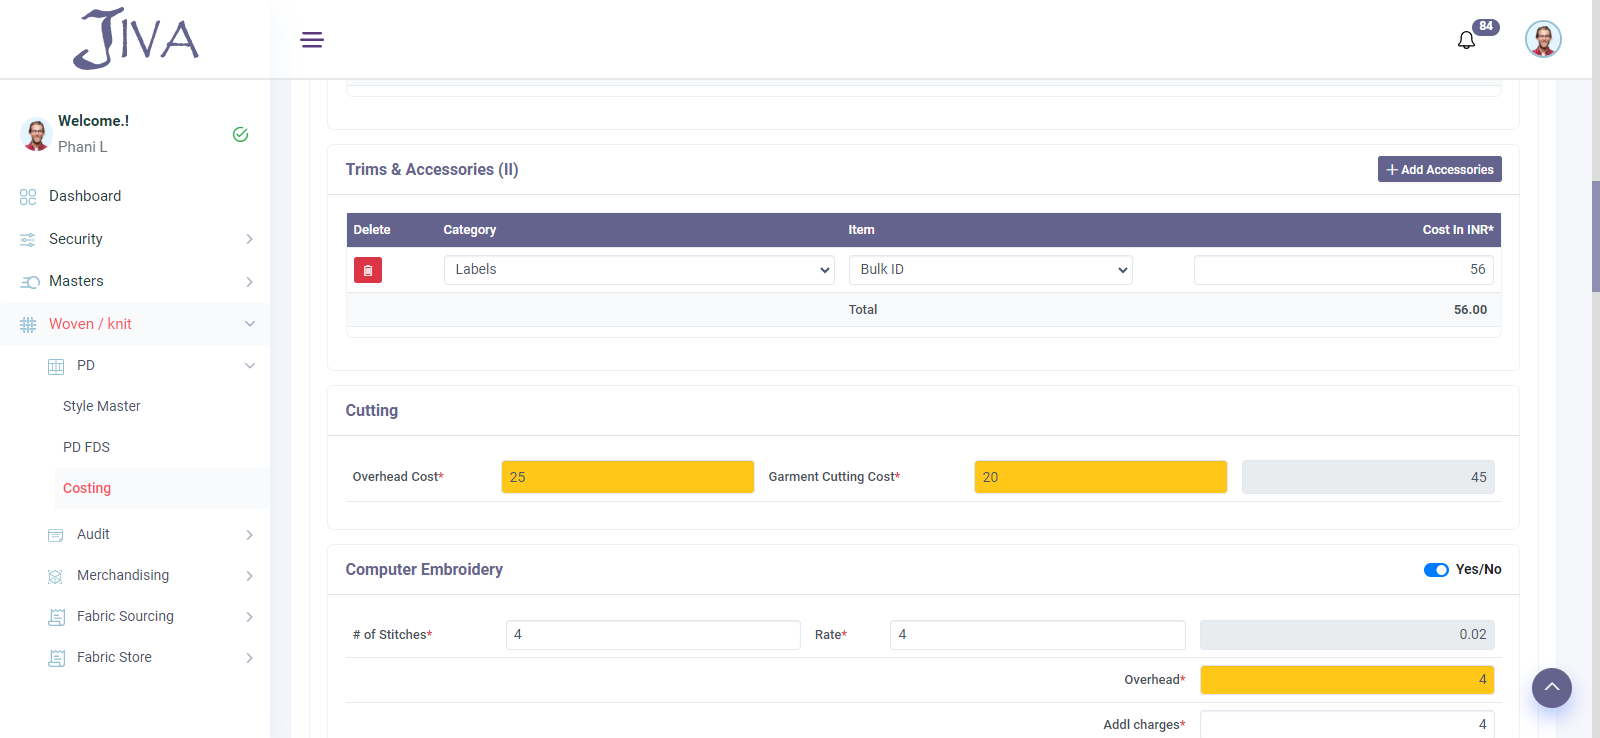 JIVA
84
Welcome.!
Phani L
Dashboard
Security
Masters
Woven / knit
PD
Style Master
PD FDS
Costing
Audit
Merchandising
Fabric Sourcing
Fabric Store
Trims & Accessories (II)
Add Accessories
Delete Category Item Cost In INR*
Labels Bulk ID 56
Total 56.00
Cutting
Overhead Cost* 25 Garment Cutting Cost* 20 45
Computer Embroidery Yes/No
# of Stitches* 4 Rate* 4 0.02
Overhead* 4
Addl charges* 4